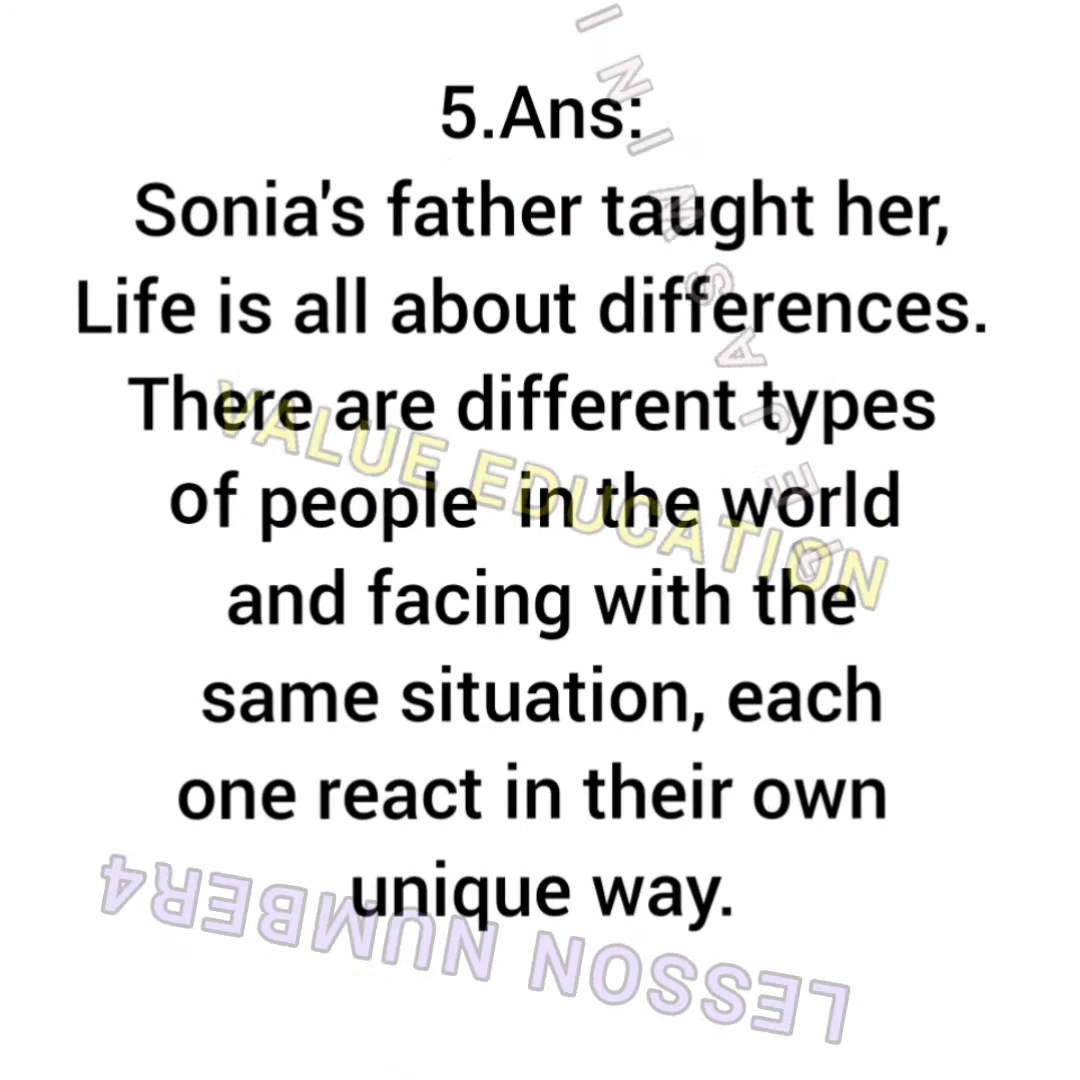 5.Ans:
Sonia's father taught her,
Life is all about differences.
There are different types
of people in the world
and facing with the
same situation, each
one react in their own
unique way.
VALUE EDUCATION
LESSON NUMBER4